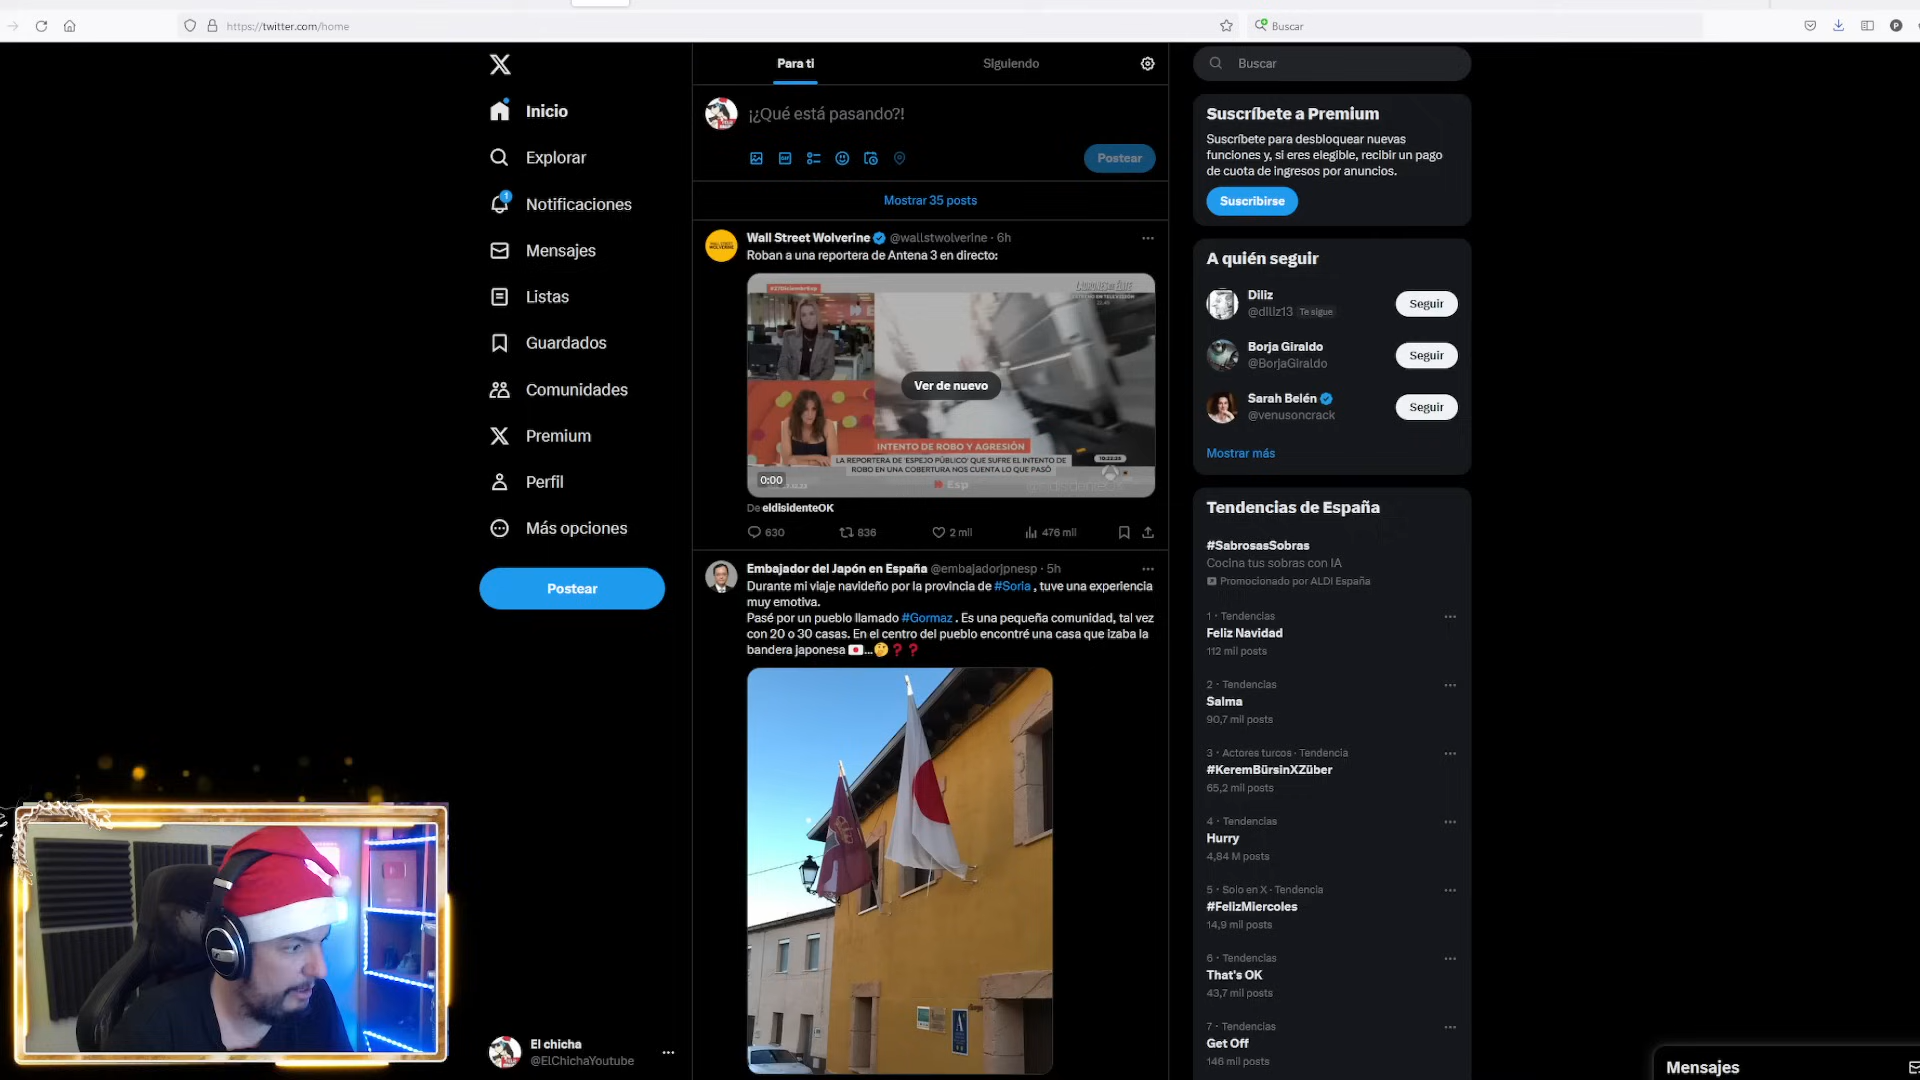 https://twitter.com/home
Buscar
P
Inicio
Explorar
1
Notificaciones
Mensajes
Listas
Guardados
Comunidades
Premium
Perfil
Más opciones
Postear
El chicha
@ElChichaYoutube
Para ti
Siguiendo
¡¿Qué está pasando?!
Postear
Mostrar 35 posts
Wall Street Wolverine @wallstwolverine · 6h
Roban a una reportera de Antena 3 en directo:
Ver de nuevo
INTENTO DE ROBO Y AGRESIÓN
LA REPORTERA DE 'ESPEJO PÚBLICO' QUE SUFRE EL INTENTO DE
ROBO EN UNA COBERTURA NOS CUENTA LO QUE PASÓ
0:00
Esp
De eldisidenteOK
630
836
2 mil
476 mil
Embajador del Japón en España @embajadorjpnesp · 5h
Durante mi viaje navideño por la provincia de #Soria , tuve una experiencia
muy emotiva.
Pasé por un pueblo llamado #Gormaz . Es una pequeña comunidad, tal vez
con 20 o 30 casas. En el centro del pueblo encontré una casa que izaba la
bandera japonesa 🇯🇵...🤔❓❓
Buscar
Suscríbete a Premium
Suscríbete para desbloquear nuevas
funciones y, si eres elegible, recibir un pago
de cuota de ingresos por anuncios.
Suscribirse
A quién seguir
Diliz
@diliz13 Te sigue
Seguir
Borja Giraldo
@BorjaGiraldo
Seguir
Sarah Belén
@venusoncrack
Seguir
Mostrar más
Tendencias de España
#SabrosasSobras
Cocina tus sobras con IA
Promocionado por ALDI España
1 · Tendencias
Feliz Navidad
112 mil posts
2 · Tendencias
Salma
90,7 mil posts
3 · Actores turcos · Tendencia
#KeremBürsinXZüber
65,2 mil posts
4 · Tendencias
Hurry
4,84 M posts
5 · Solo en X · Tendencia
#FelizMiercoles
14,9 mil posts
6 · Tendencias
That's OK
43,7 mil posts
7 · Tendencias
Get Off
146 mil posts
Mensajes